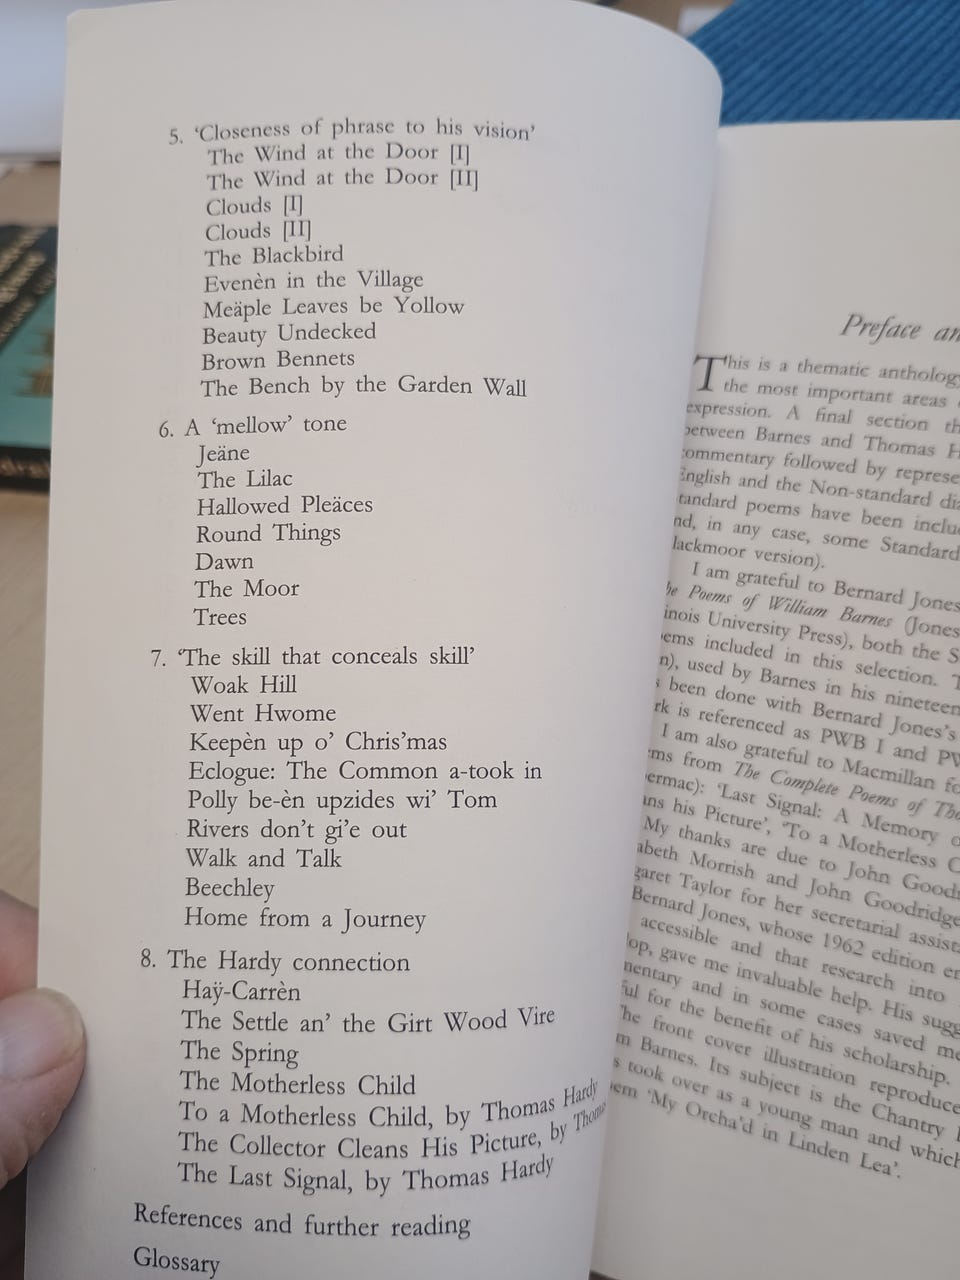 5. ‘Closeness of phrase to his vision’
The Wind at the Door [I]
The Wind at the Door [II]
Clouds [I]
Clouds [II]
The Blackbird
Evenèn in the Village
Meäple Leaves be Yollow
Beauty Undecked
Brown Bennets
The Bench by the Garden Wall
6. A ‘mellow’ tone
Jeäne
The Lilac
Hallowed Pleäces
Round Things
Dawn
The Moor
Trees
7. ‘The skill that conceals skill’
Woak Hill
Went Hwome
Keepèn up o’ Chris’mas
Eclogue: The Common a-took in
Polly be-èn upzides wi’ Tom
Rivers don’t gi’e out
Walk and Talk
Beechley
Home from a Journey
8. The Hardy connection
Haÿ-Carrèn
The Settle an’ the Girt Wood Vire
The Spring
The Motherless Child
To a Motherless Child, by Thomas Hardy
The Collector Cleans His Picture, by
The Last Signal, by Thomas Hardy
References and further reading
Glossary
Preface
This is a thematic anthology
the most important areas
expression. A final section
between Barnes and Thomas
commentary followed by
English and the Non-standard
standard poems have been
in any case, some Standard
version).
I am grateful to Bernard Jones
Poems of William Barnes (Jones
University Press), both the
included in this selection.
used by Barnes in his
been done with Bernard Jones’s
is referenced as PWB I and
I am also grateful to Macmillan
from The Complete Poems of
‘Last Signal: A Memory
his Picture’, ‘To a Motherless
My thanks are due to John
Morrish and John Goodridge
Taylor for her secretarial
Bernard Jones, whose 1962 edition
accessible and that research into
gave me invaluable help. His
and in some cases saved
for the benefit of his scholarship.
The front cover illustration
Barnes. Its subject is the Chantry
took over as a young man and which
‘My Orcha’d in Linden Lea’.